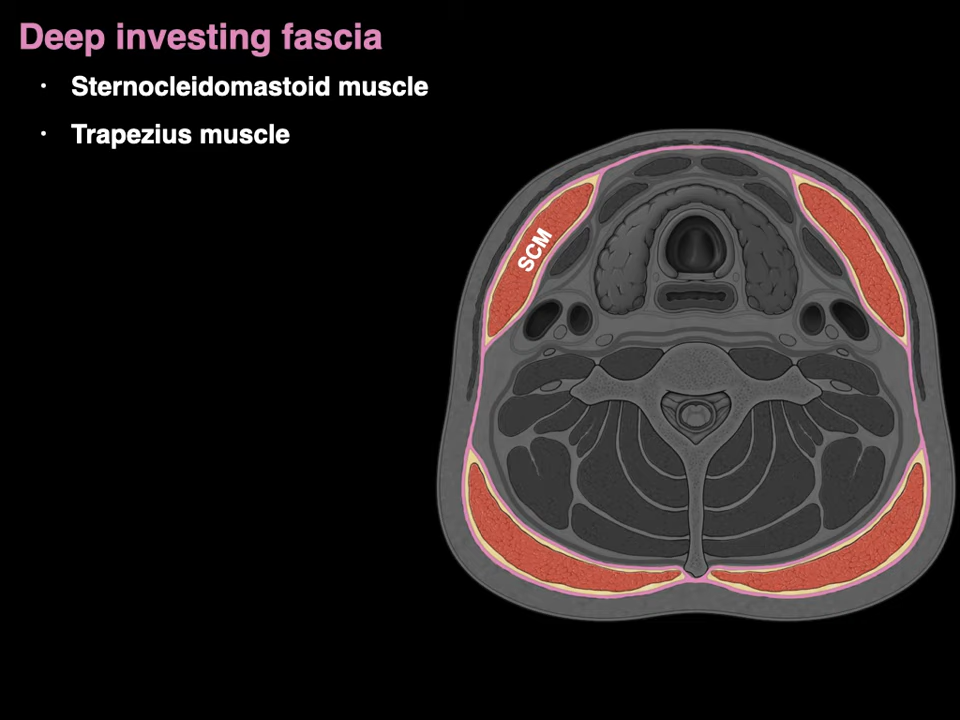 Deep investing fascia
• Sternocleidomastoid muscle
• Trapezius muscle
SCM